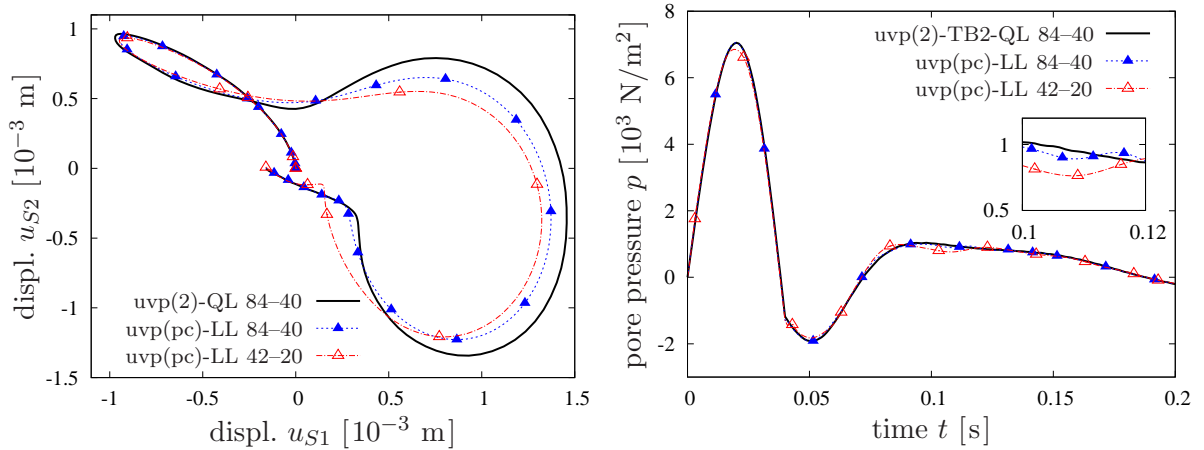 displ. u_S2 [10^−3 m]
1
0.5
0
-0.5
-1
-1.5
uvp(2)-QL 84–40
uvp(pc)-LL 84–40
uvp(pc)-LL 42–20
-1
-0.5
0
0.5
1
1.5
displ. u_S1 [10^−3 m]
pore pressure p [10^3 N/m^2]
8
6
4
2
0
-2
uvp(2)-TB2-QL 84–40
uvp(pc)-LL 84–40
uvp(pc)-LL 42–20
1
0.5
0.1
0.12
0
0.05
0.1
0.15
0.2
time t [s]